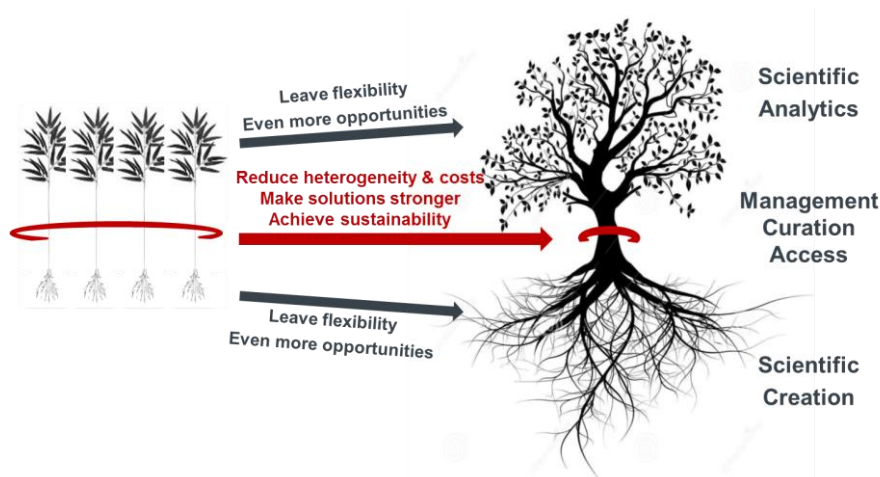 Leave flexibility
Even more opportunities
Reduce heterogeneity & costs
Make solutions stronger
Achieve sustainability
Leave flexibility
Even more opportunities
Scientific
Analytics
Management
Curation
Access
Scientific
Creation